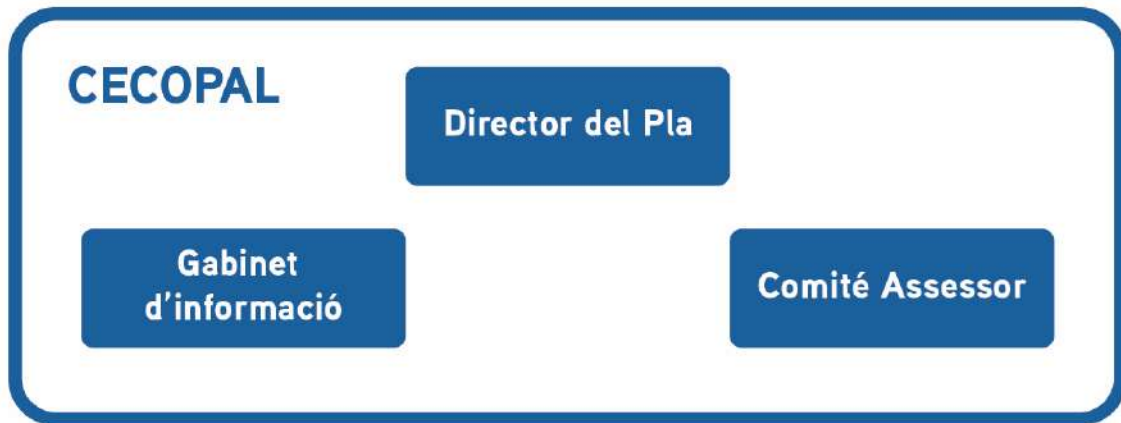 CECOPAL
Director del Pla
Gabinet
d'informació
Comité Assessor